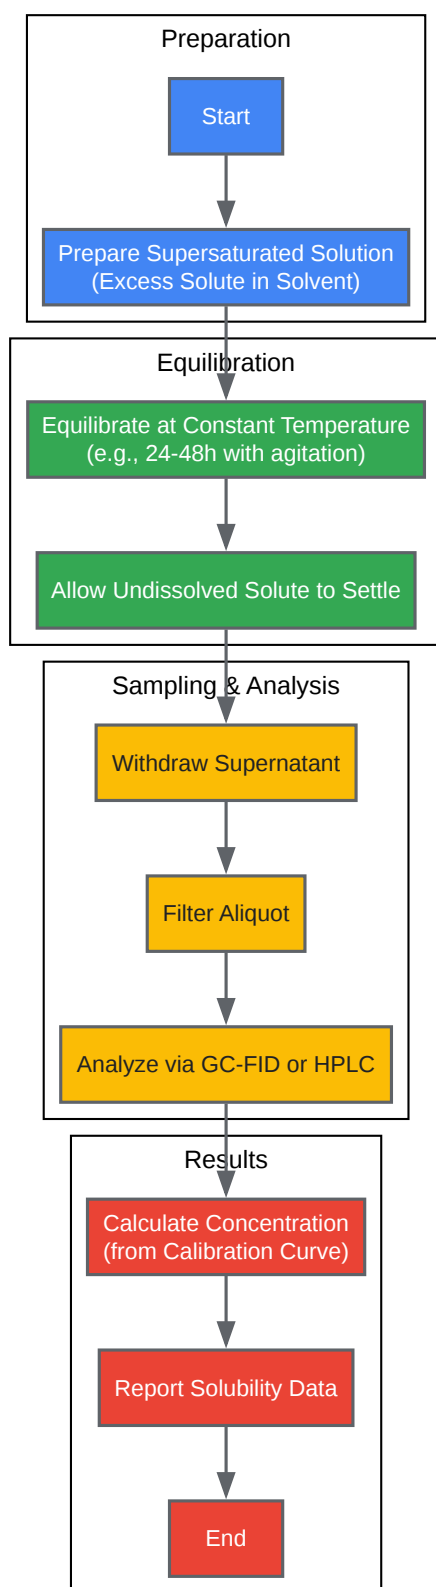 Preparation
Start
Prepare Supersaturated Solution
(Excess Solute in Solvent)
Equilibration
Equilibrate at Constant Temperature
(e.g., 24-48h with agitation)
Allow Undissolved Solute to Settle
Sampling & Analysis
Withdraw Supernatant
Filter Aliquot
Analyze via GC-FID or HPLC
Results
Calculate Concentration
(from Calibration Curve)
Report Solubility Data
End